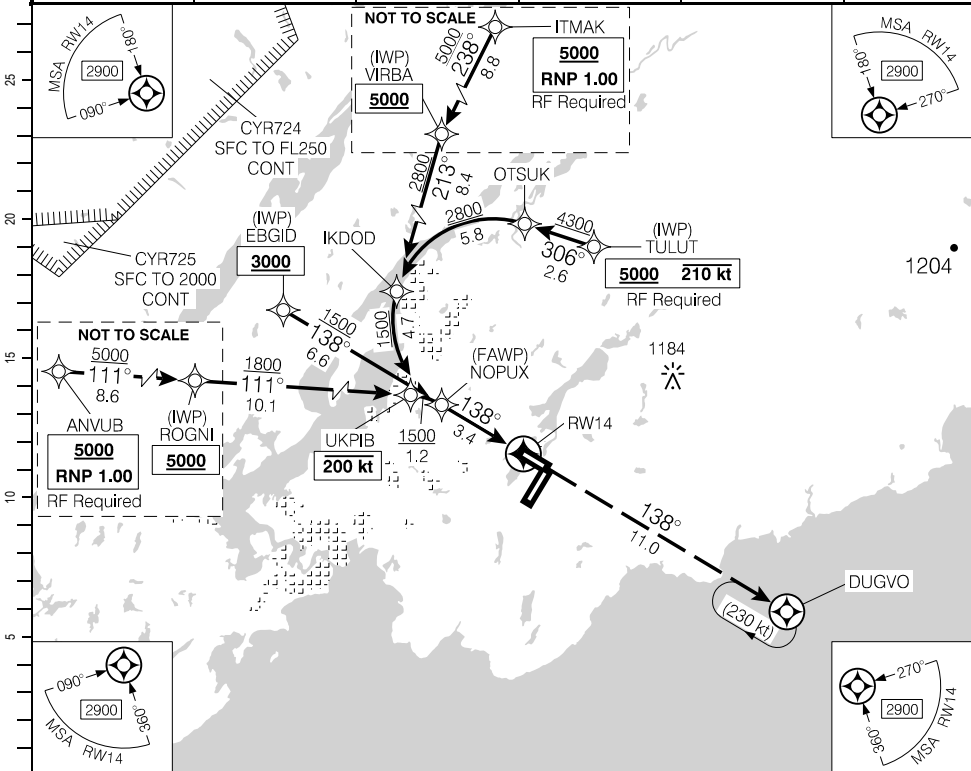 MSA RW14
180°
2900
090°
NOT TO SCALE
ITMAK
5000
RNP 1.00
RF Required
5000
238°
8.8
(IWP)
VIRBA
5000
MSA RW14
180°
2900
270°
25
CYR724
SFC TO FL250
CONT
2800
213°
8.4
OTSUK
20
2800
5.8
4300
306°
2.6
(IWP)
TULUT
5000 210 kt
RF Required
1204
(IWP)
EBGID
3000
IKDOD
CYR725
SFC TO 2000
CONT
NOT TO SCALE
5000
111°
8.6
ANVUB
5000
RNP 1.00
RF Required
(IWP)
ROGNI
5000
1800
111°
10.1
1500
138°
6.6
1500
4.7
15
(FAWP)
NOPUX
1184
138°
3.4
RW14
UKPIB
200 kt
1500
1.2
10
138°
11.0
DUGVO
(230 kt)
5
090°
2900
360°
MSA RW14
270°
2900
360°
MSA RW14